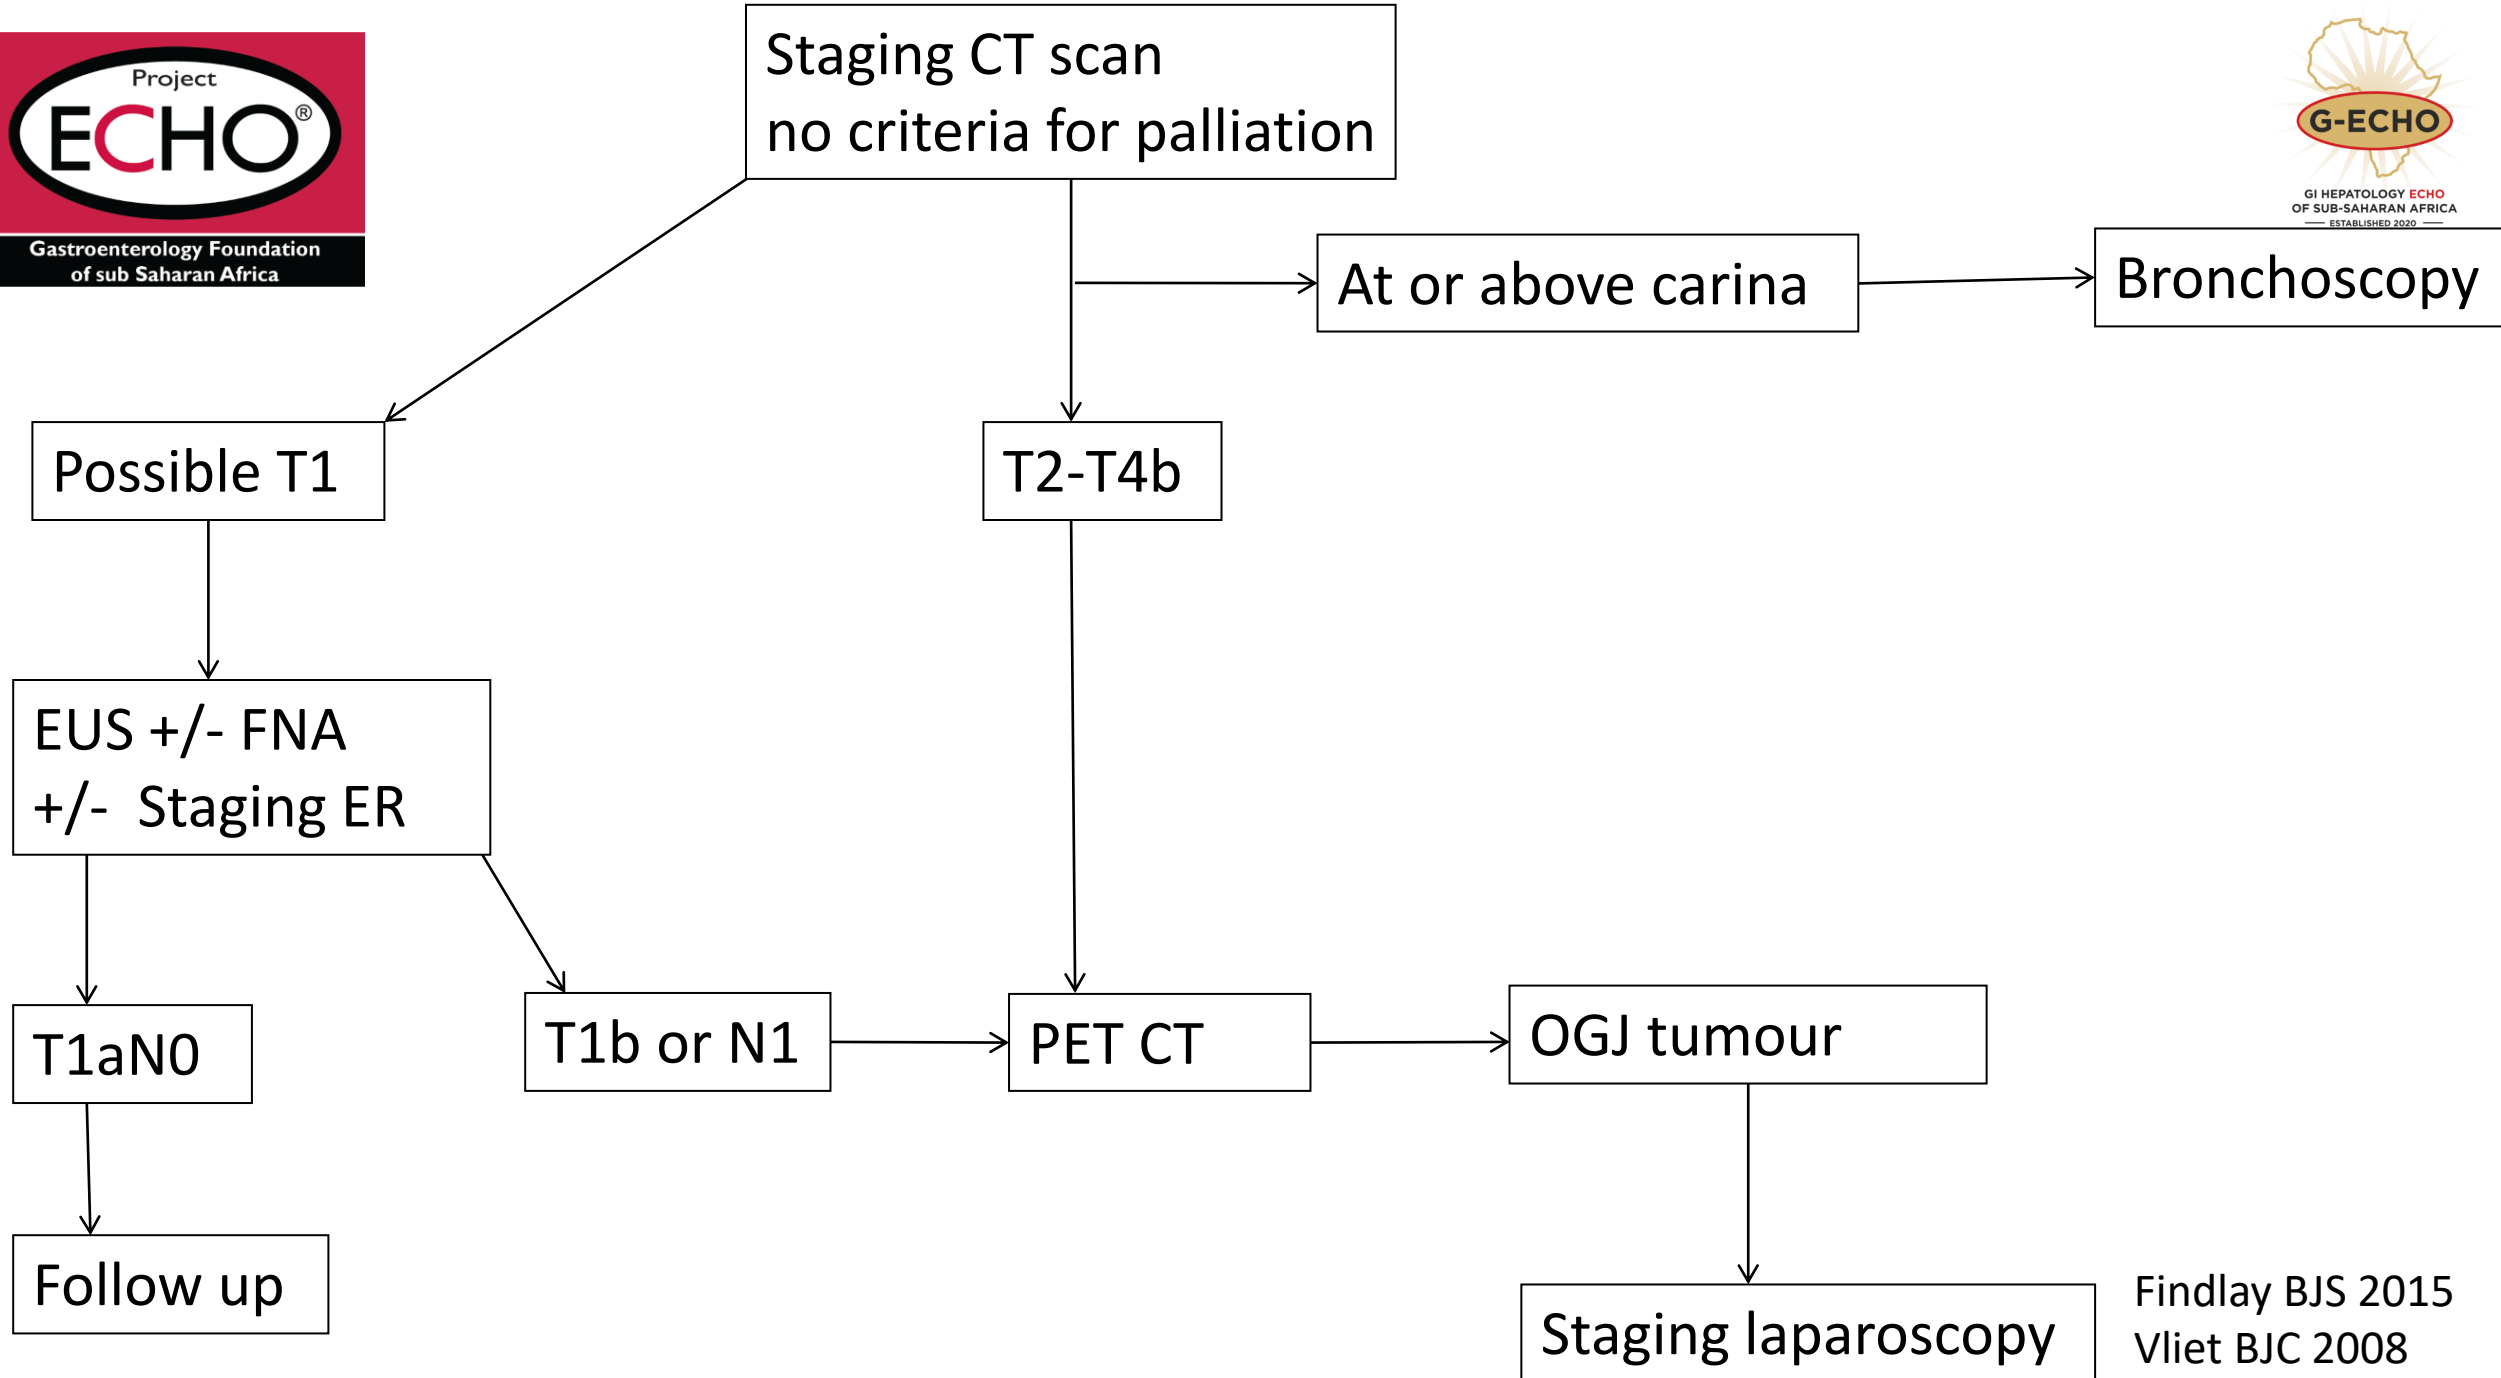 Project
ECHO®
Gastroenterology Foundation
of sub Saharan Africa
Staging CT scan
no criteria for palliation
G-ECHO
GI HEPATOLOGY ECHO
OF SUB-SAHARAN AFRICA
ESTABLISHED 2020
At or above carina
Bronchoscopy
Possible T1
T2-T4b
EUS +/- FNA
+/- Staging ER
T1aN0
T1b or N1
PET CT
OGJ tumour
Follow up
Staging laparoscopy
Findlay BJS 2015
Vliet BJC 2008